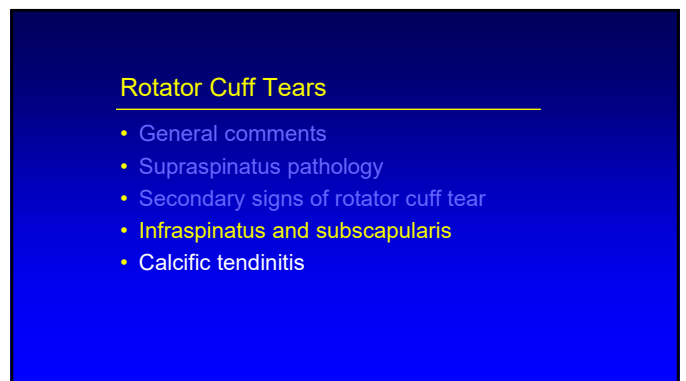 Rotator Cuff Tears
• General comments
• Supraspinatus pathology
• Secondary signs of rotator cuff tear
• Infraspinatus and subscapularis
• Calcific tendinitis